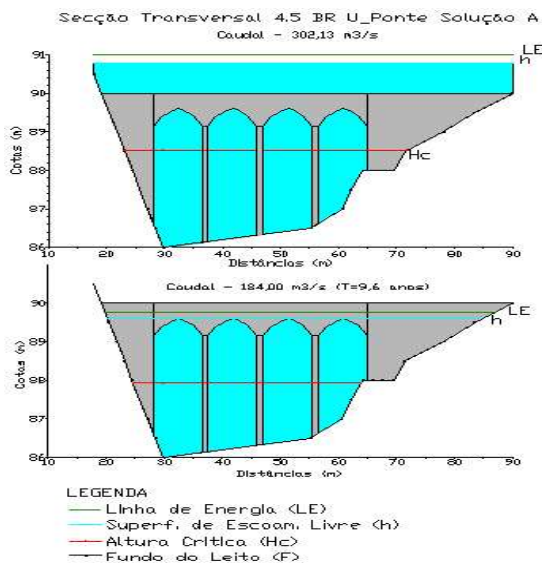 Secção Transversal 4.5 BR U_Ponte Solução A
Caudal - 302,13 m3/s
91
90
89
88
87
86
Cotas (m)
LE
h
Hc
10 20 30 40 50 60 70 80 90
Distâncias (m)
Caudal - 184,00 m3/s (T=9,6 anos)
90
89
88
87
86
Cotas (m)
LE
h
10 20 30 40 50 60 70 80 90
Distâncias (m)
LEGENDA
Linha de Energia (LE)
Superf. de Escoam. Livre (h)
Altura Crítica (Hc)
Fundo do Leito (F)